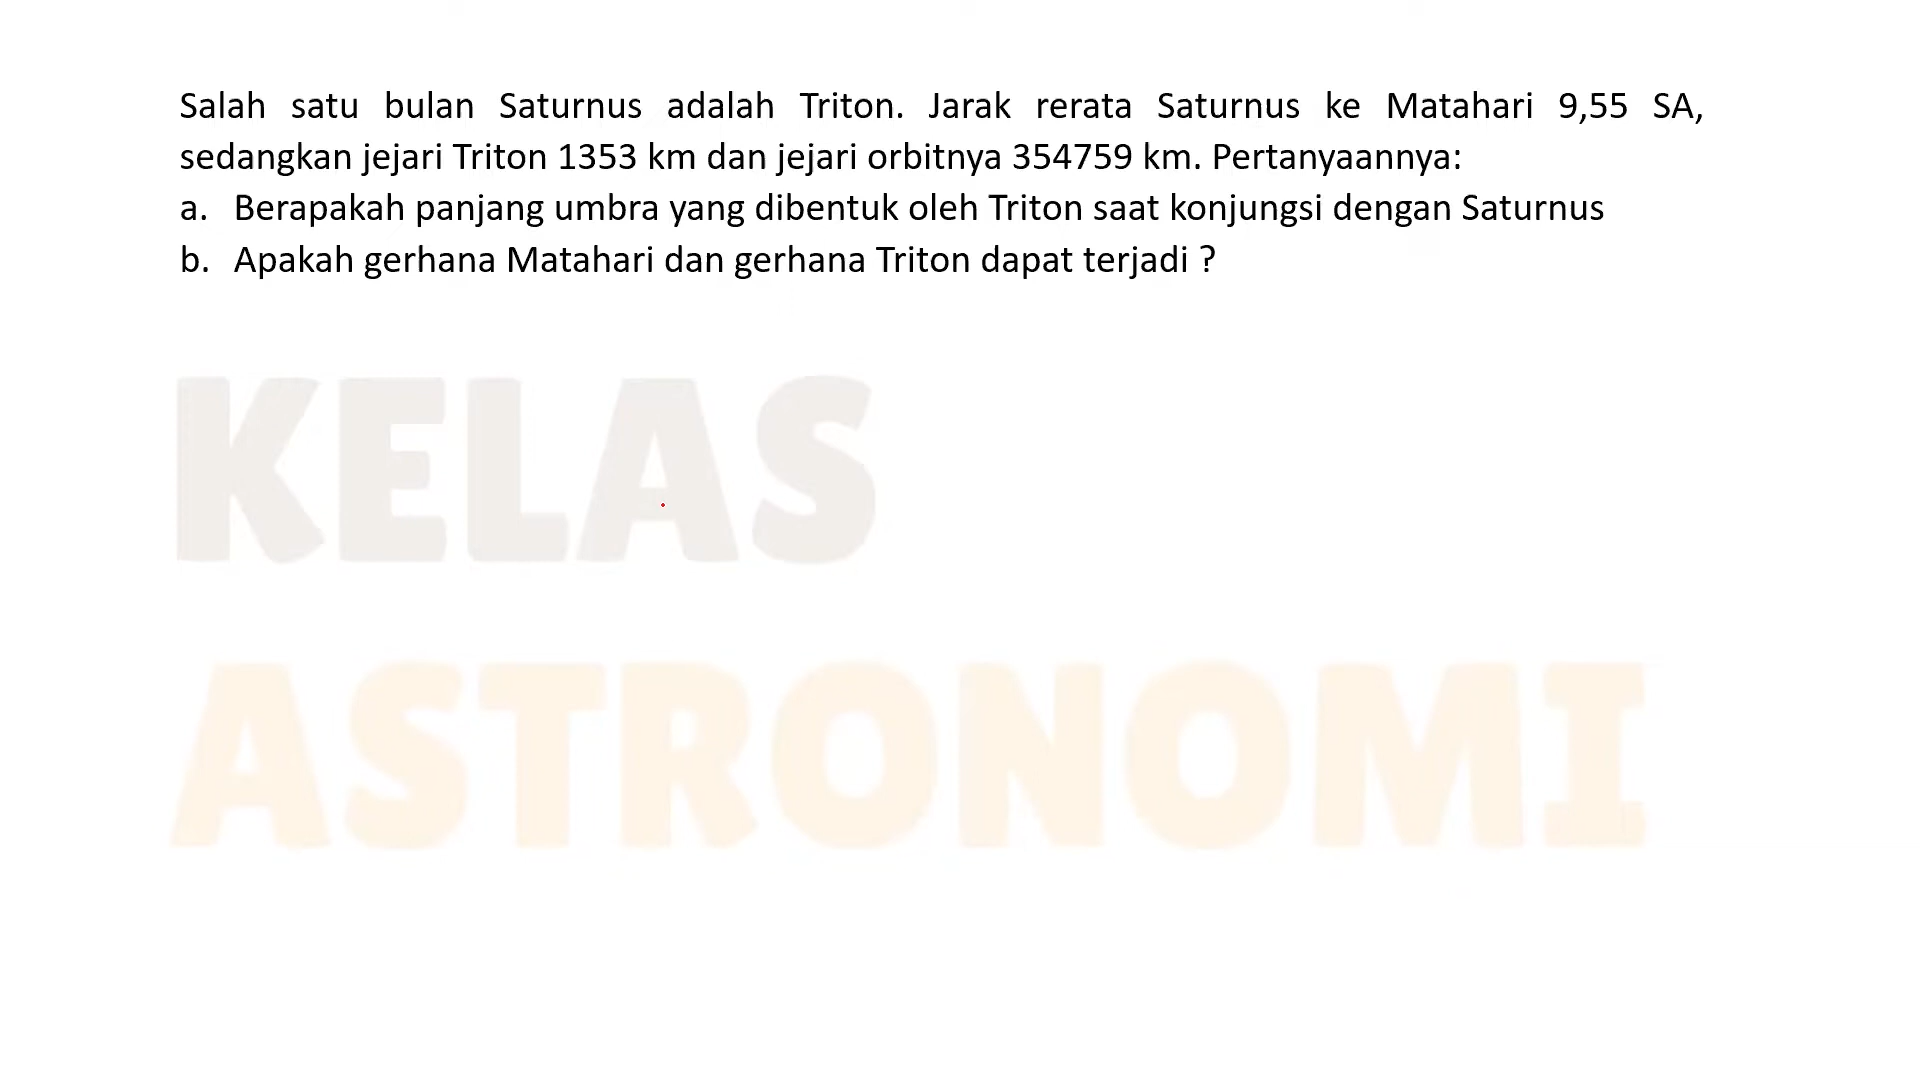 Salah satu bulan Saturnus adalah Triton. Jarak rerata Saturnus ke Matahari 9,55 SA,
sedangkan jejari Triton 1353 km dan jejari orbitnya 354759 km. Pertanyaannya:
a. Berapakah panjang umbra yang dibentuk oleh Triton saat konjungsi dengan Saturnus
b. Apakah gerhana Matahari dan gerhana Triton dapat terjadi ?
KELAS
ASTRONOMI